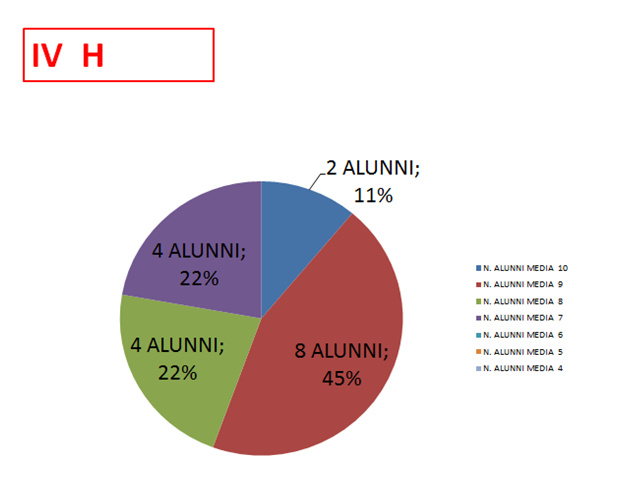 IV H
2 ALUNNI;
11%
4 ALUNNI;
22%
4 ALUNNI;
22%
8 ALUNNI;
45%
N. ALUNNI MEDIA 10
N. ALUNNI MEDIA 9
N. ALUNNI MEDIA 8
N. ALUNNI MEDIA 7
N. ALUNNI MEDIA 6
N. ALUNNI MEDIA 5
N. ALUNNI MEDIA 4